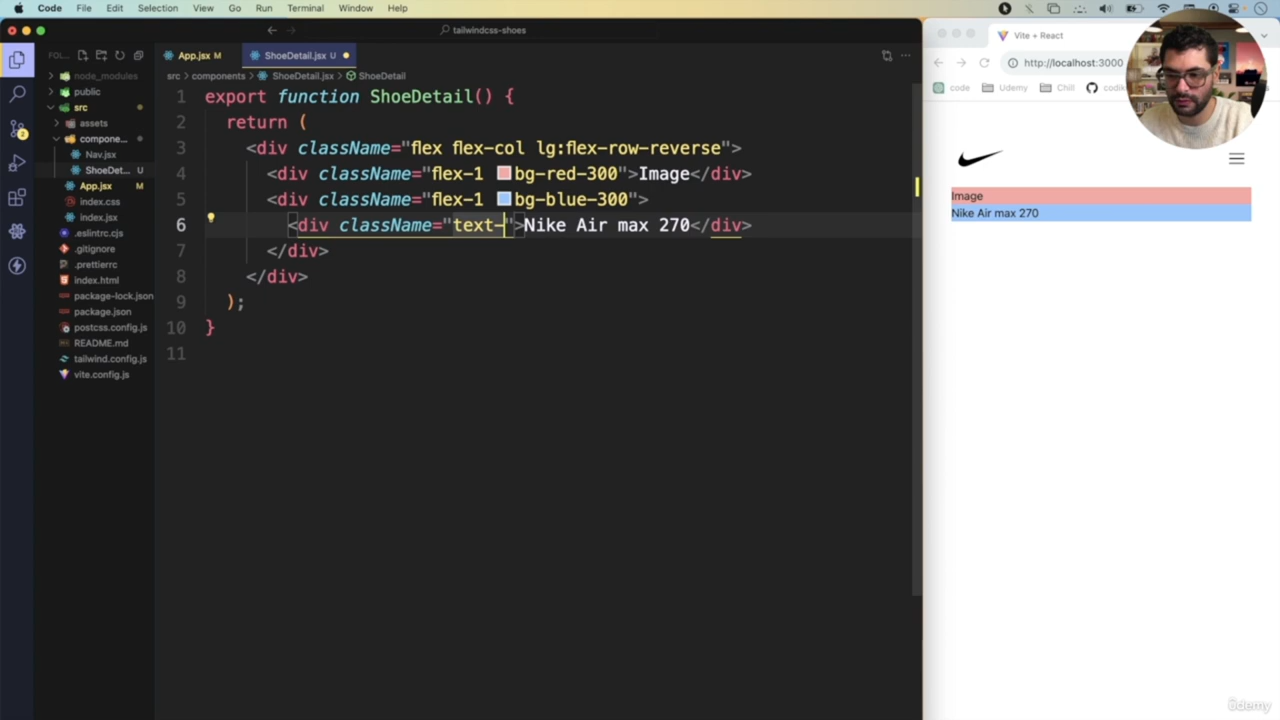 Code File Edit Selection View Go Run Terminal Window Help
tailwindcss-shoes
Vite + React
FOL...
App.jsx M
ShoeDetail.jsx U
http://localhost:3000
src > components > ShoeDetail.jsx > ShoeDetail
code Udemy Chill
node_modules
public
src
assets
compone...
Nav.jsx
ShoeDet... U
App.jsx M
index.css
index.jsx
.eslintrc.cjs
.gitignore
.prettierrc
index.html
package-lock.json
package.json
postcss.config.js
README.md
tailwind.config.js
vite.config.js
1 export function ShoeDetail() {
2 return (
3 <div className="flex flex-col lg:flex-row-reverse">
4 <div className="flex-1 bg-red-300">Image</div>
5 <div className="flex-1 bg-blue-300">
6 <div className="text-">Nike Air max 270</div>
7 </div>
8 </div>
9 );
10 }
11
Image
Nike Air max 270
ûdemy